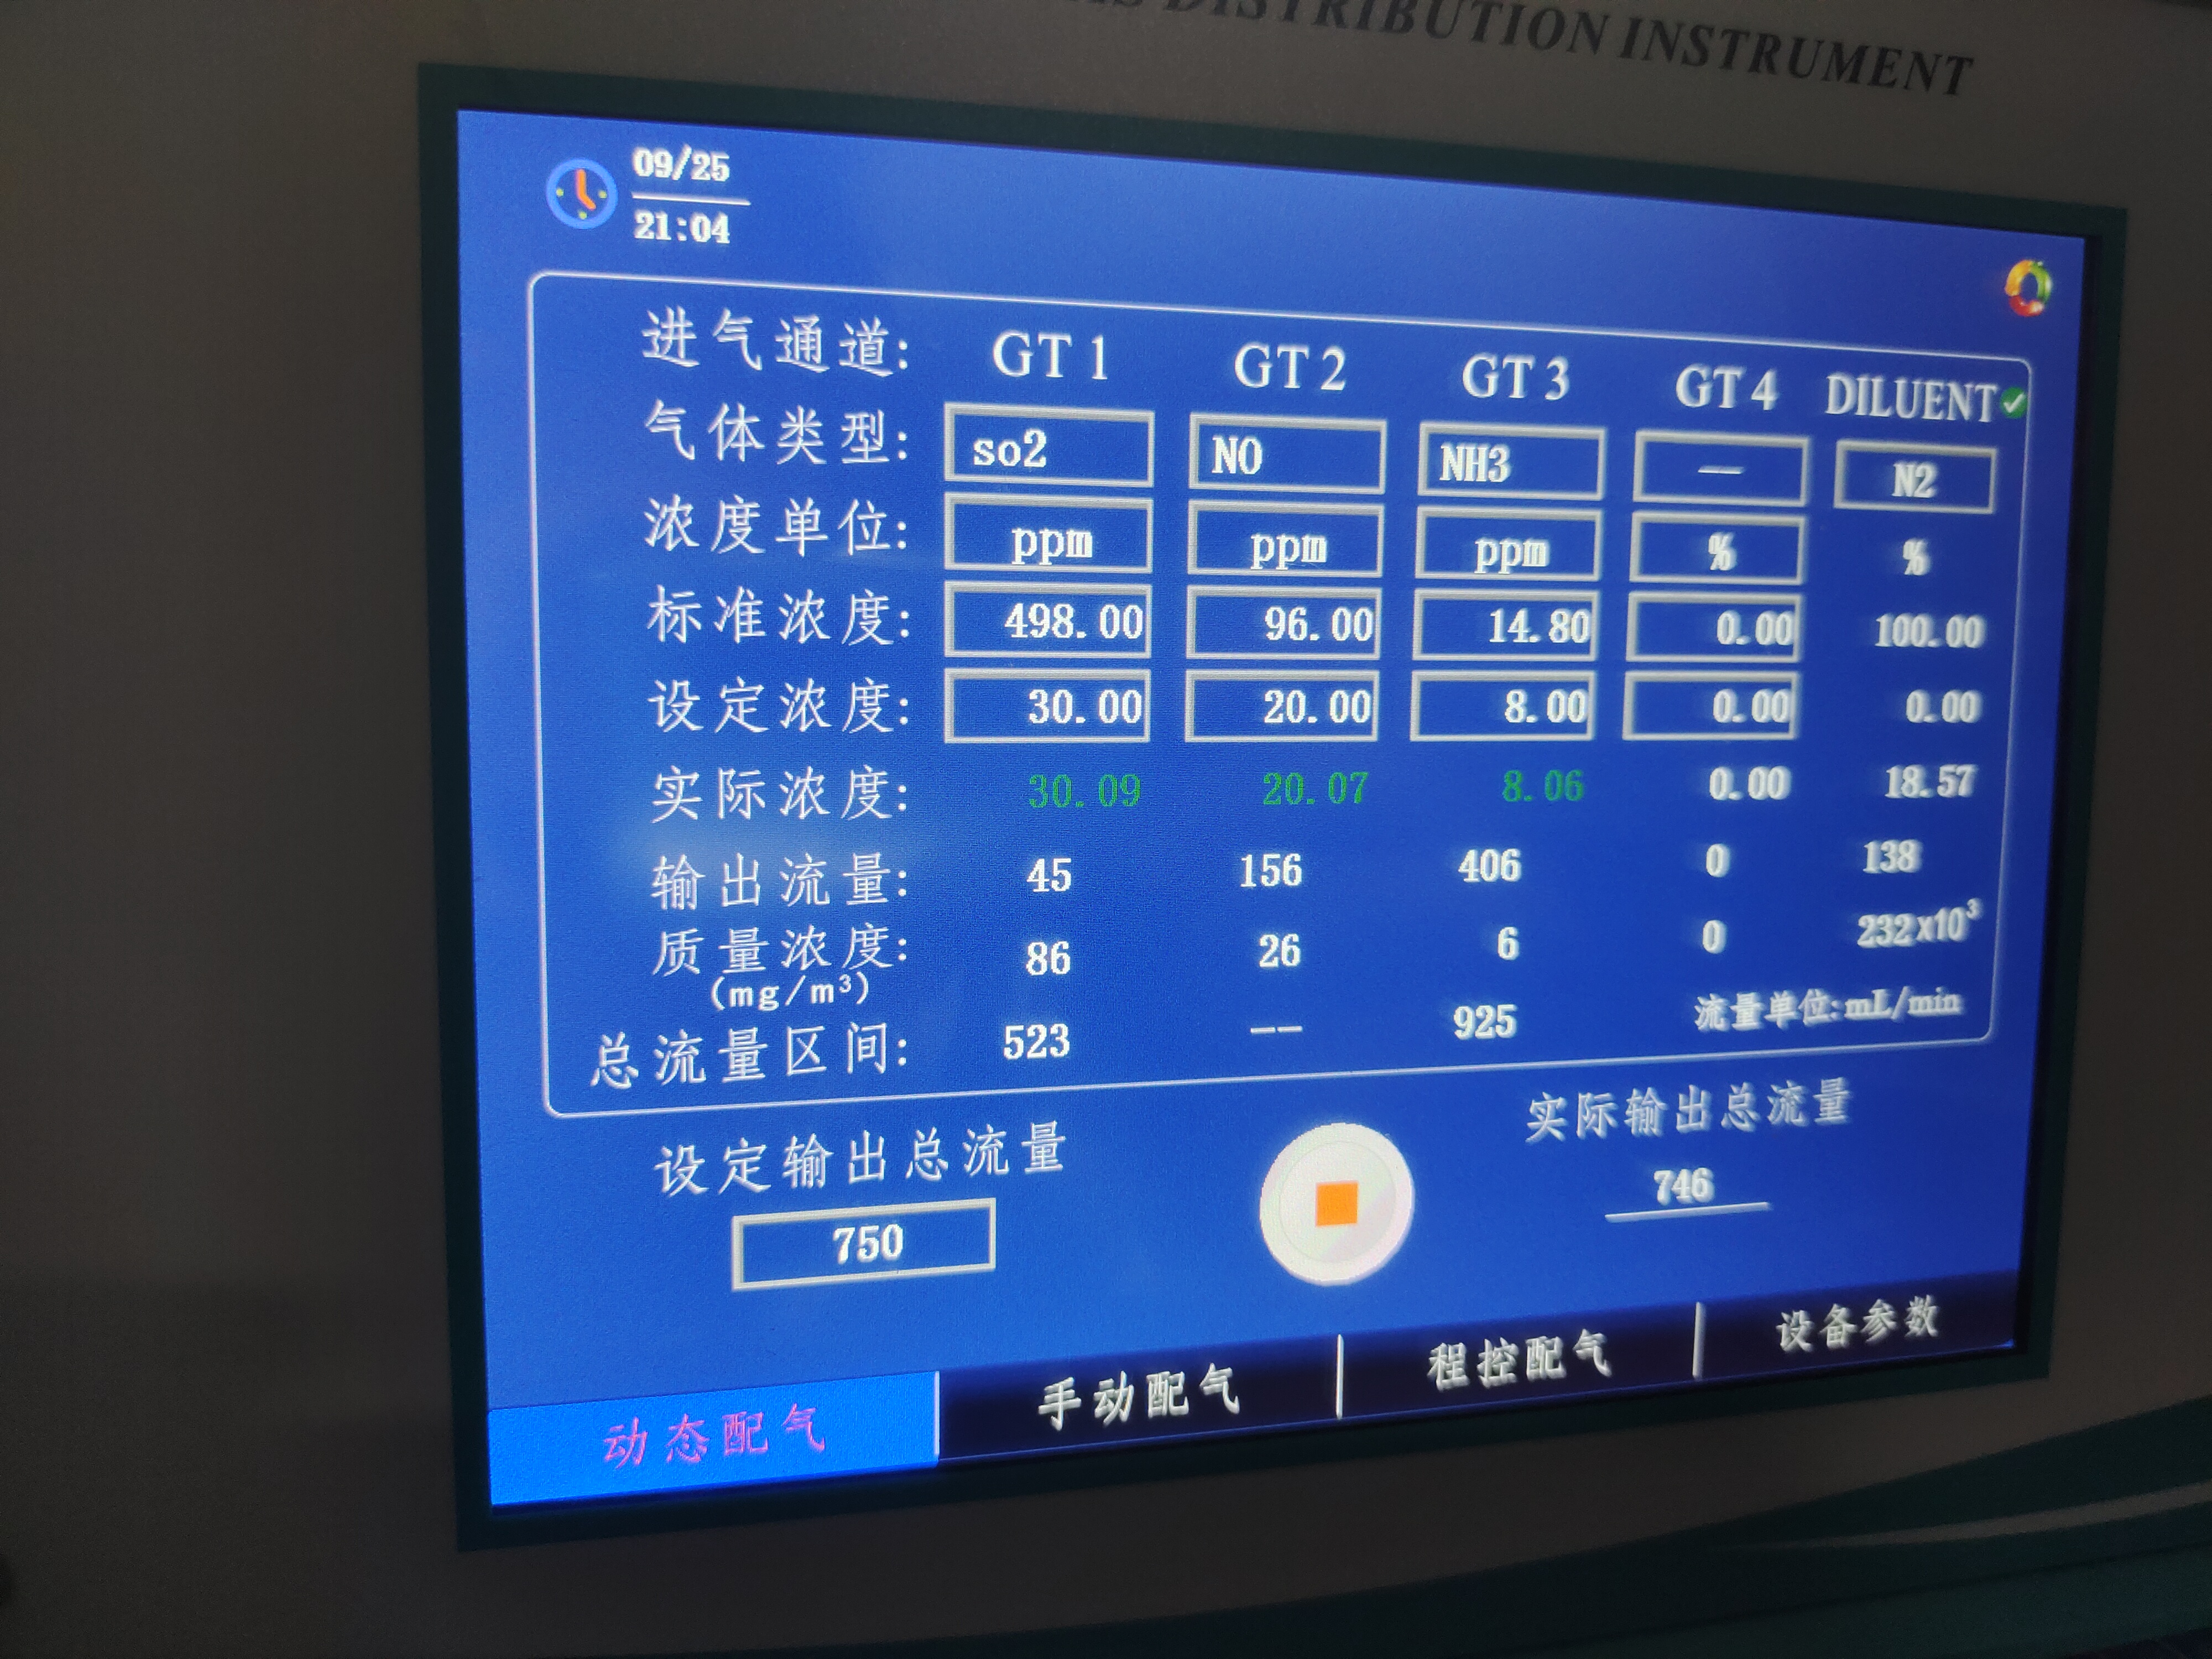 DISTRIBUTION INSTRUMENT
09/25
21:04
进气通道: GT 1 GT 2 GT 3 GT 4 DILUENT
气体类型: so2 NO NH3 -- N2
浓度单位: ppm ppm ppm % %
标准浓度: 498.00 96.00 14.80 0.00 100.00
设定浓度: 30.00 20.00 8.00 0.00 0.00
实际浓度: 30.09 20.07 8.06 0.00 18.57
输出流量: 45 156 406 0 138
质量浓度: 86 26 6 0 232x10³
(mg/m³)
总流量区间: 523 -- 925 流量单位:mL/min
设定输出总流量 实际输出总流量
750 746
动态配气 手动配气 程控配气 设备参数